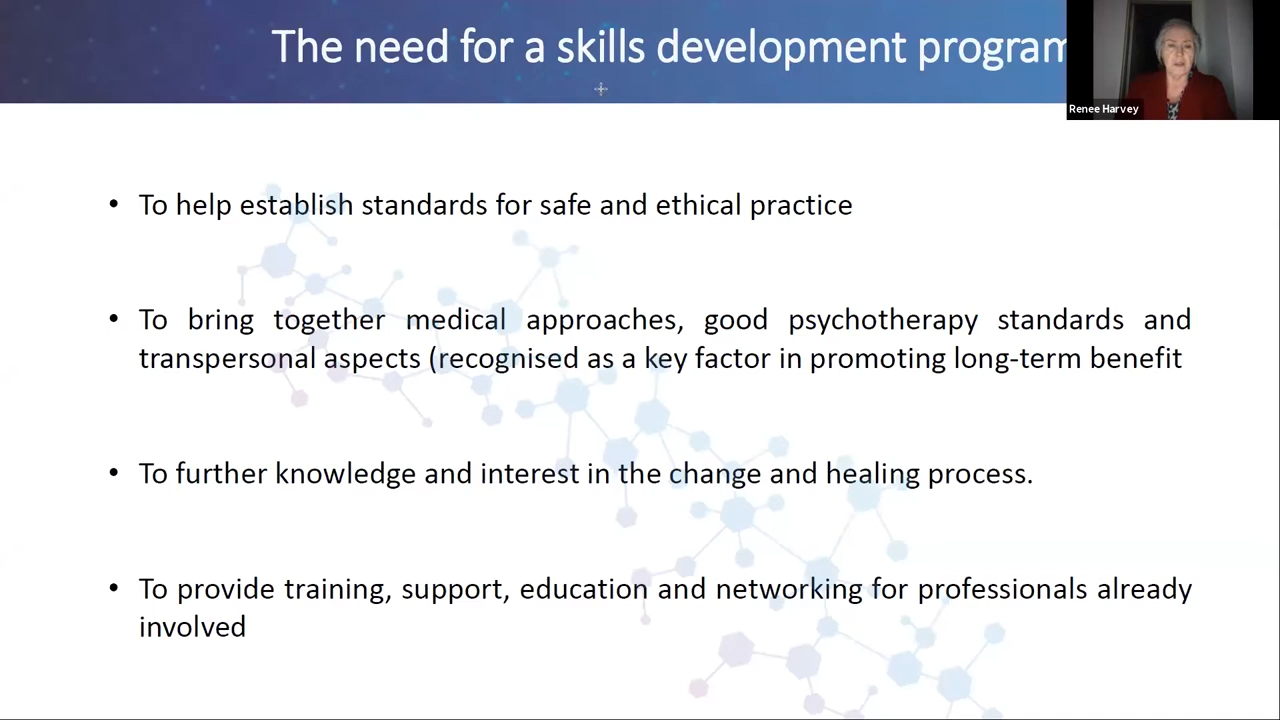 The need for a skills development program
Renee Harvey
• To help establish standards for safe and ethical practice
• To bring together medical approaches, good psychotherapy standards and
transpersonal aspects (recognised as a key factor in promoting long-term benefit
• To further knowledge and interest in the change and healing process.
• To provide training, support, education and networking for professionals already
involved